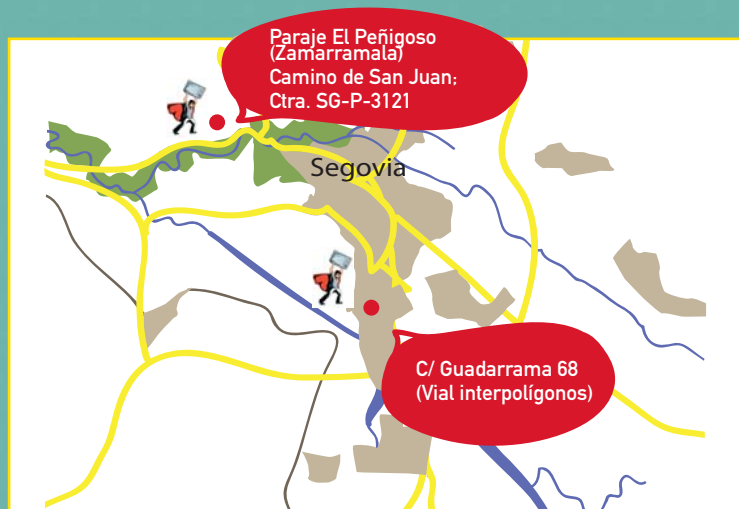 Paraje El Peñigoso
(Zamarramala)
Camino de San Juan;
Ctra. SG-P-3121
Segovia
C/ Guadarrama 68
(Vial interpolígonos)